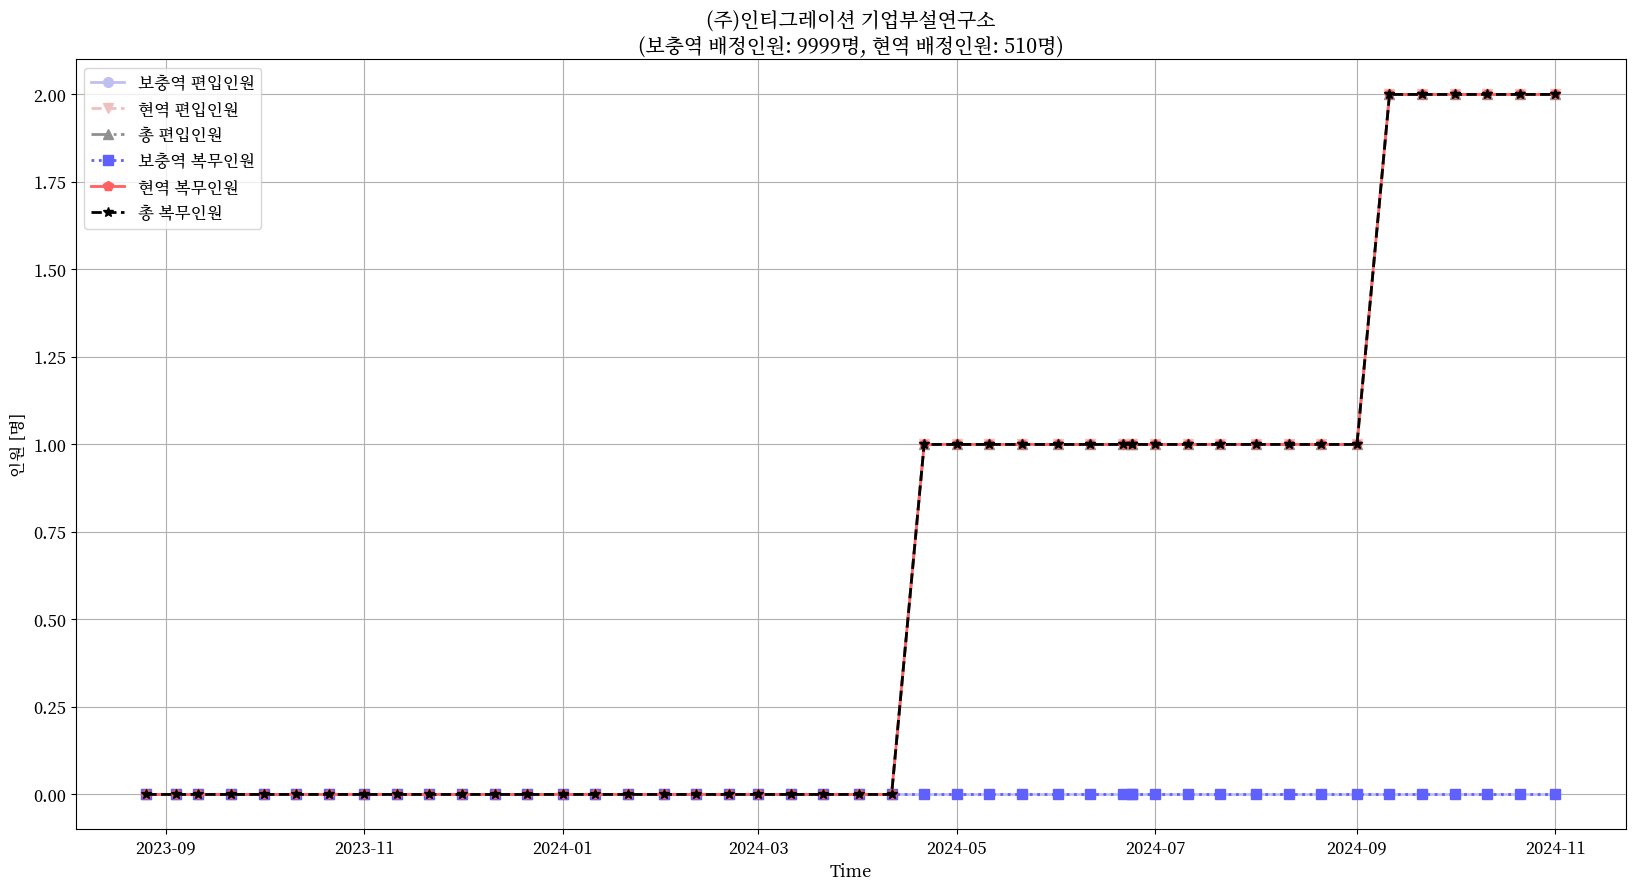 (주)인티그레이션 기업부설연구소
(보충역 배정인원: 9999명, 현역 배정인원: 510명)
보충역 편입인원
현역 편입인원
총 편입인원
보충역 복무인원
현역 복무인원
총 복무인원
2.00
1.75
1.50
1.25
1.00
0.75
0.50
0.25
0.00
인원 [명]
2023-09 2023-11 2024-01 2024-03 2024-05 2024-07 2024-09 2024-11
Time